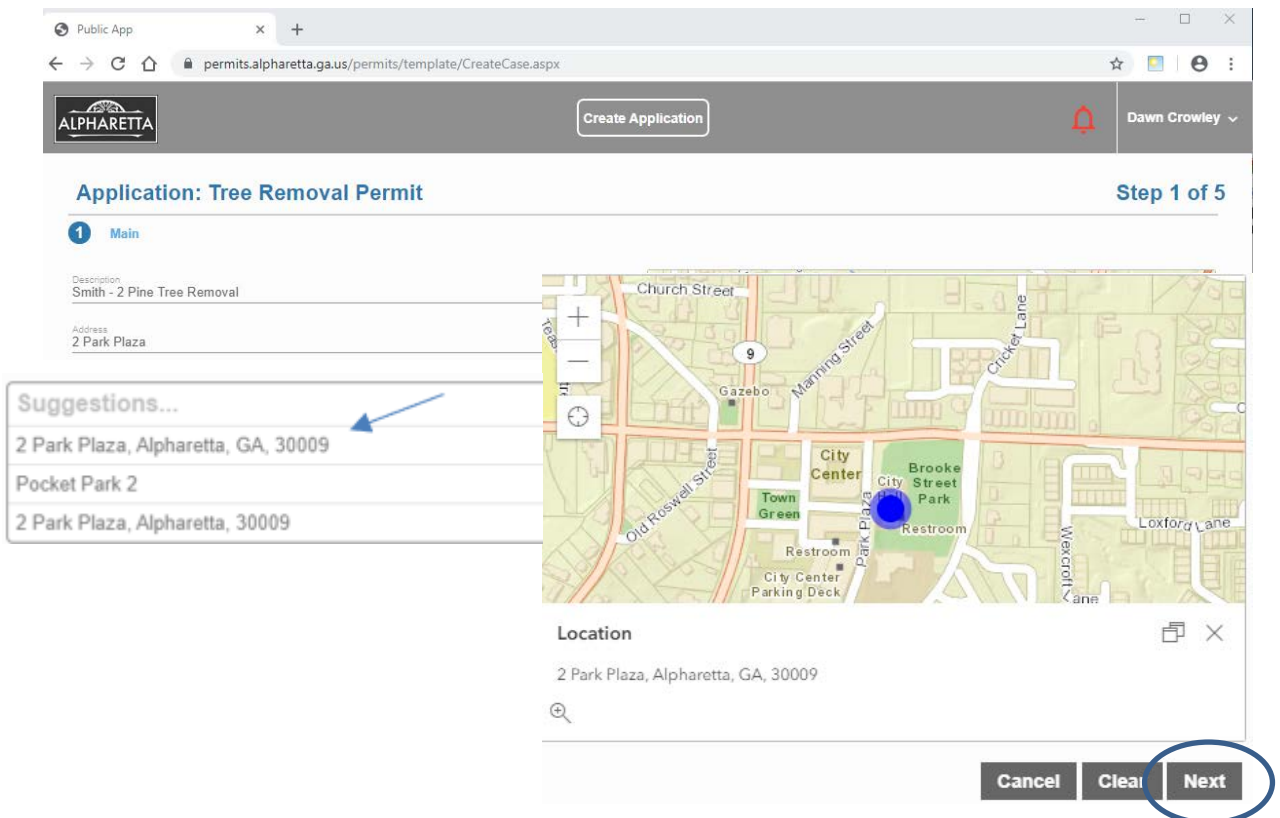 Public App
permits.alpharetta.ga.us/permits/template/CreateCase.aspx
ALPHARETTA
Create Application
Dawn Crowley
Application: Tree Removal Permit
Step 1 of 5
1 Main
Description
Smith - 2 Pine Tree Removal
Address
2 Park Plaza
Suggestions...
2 Park Plaza, Alpharetta, GA, 30009
Pocket Park 2
2 Park Plaza, Alpharetta, 30009
Church Street
Cricket Lane
9
Manning Street
Gazebo
City
Center
Old Roswell Street
City
Brooke
Street
Park
Town
Green
Park Plaza
Restroom
Restroom
City Center
Parking Deck
Wexcroft Lane
Loxford Lane
Location
2 Park Plaza, Alpharetta, GA, 30009
Cancel
Clear
Next